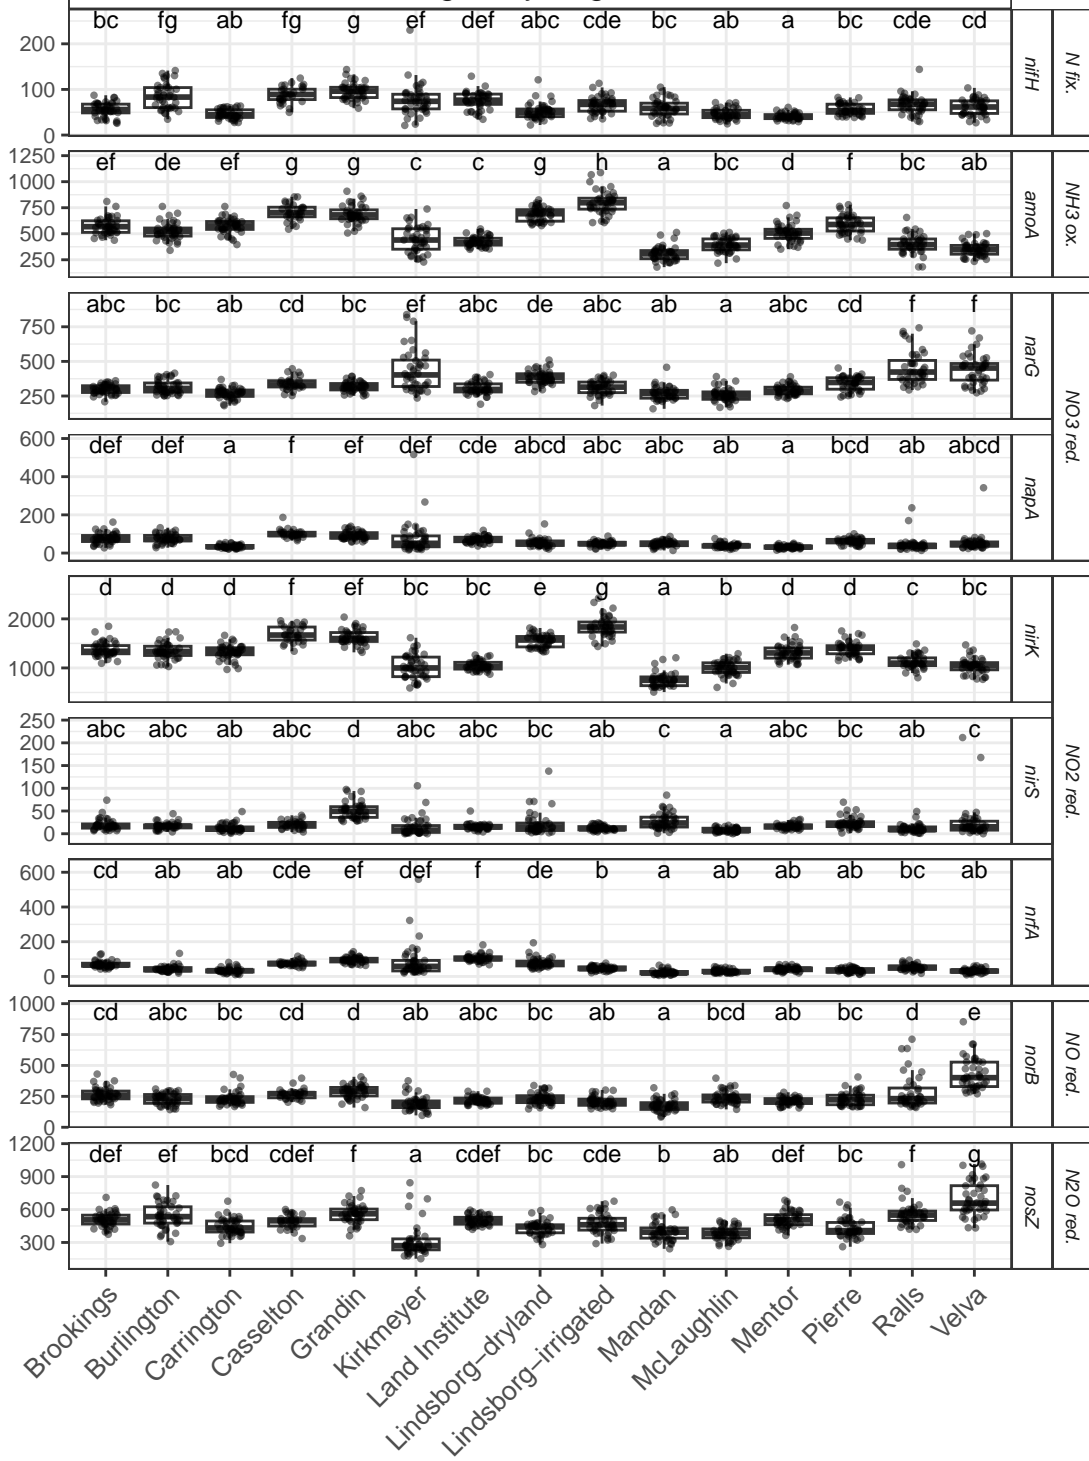 bc fg ab fg g ef def abc cde bc ab a bc cde cd
200
100
0
nifH
N fix.
ef de ef g g c c g h a bc d f bc ab
1250
1000
750
500
250
amoA
NH3 ox.
abc bc ab cd bc ef abc de abc ab a abc cd f f
750
500
250
narG
NO3 red.
def def a f ef def cde abcd abc abc ab a bcd ab abcd
600
400
200
0
napA
d d d f ef bc bc e g a b d d c bc
2000
1000
nirK
NO2 red.
abc abc ab abc d abc abc bc ab c a abc bc ab c
250
200
150
100
50
0
nirS
cd ab ab cde ef def f de b a ab ab ab bc ab
600
400
200
0
nrfA
cd abc bc cd d ab abc bc ab a bcd ab bc d e
1000
750
500
250
0
norB
NO red.
def ef bcd cdef f a cdef bc cde b ab def bc f g
1200
900
600
300
nosZ
N2O red.
Brookings
Burlington
Carrington
Casselton
Grandin
Kirkmeyer
Land Institute
Lindsborg−dryland
Lindsborg−irrigated
Mandan
McLaughlin
Mentor
Pierre
Ralls
Velva